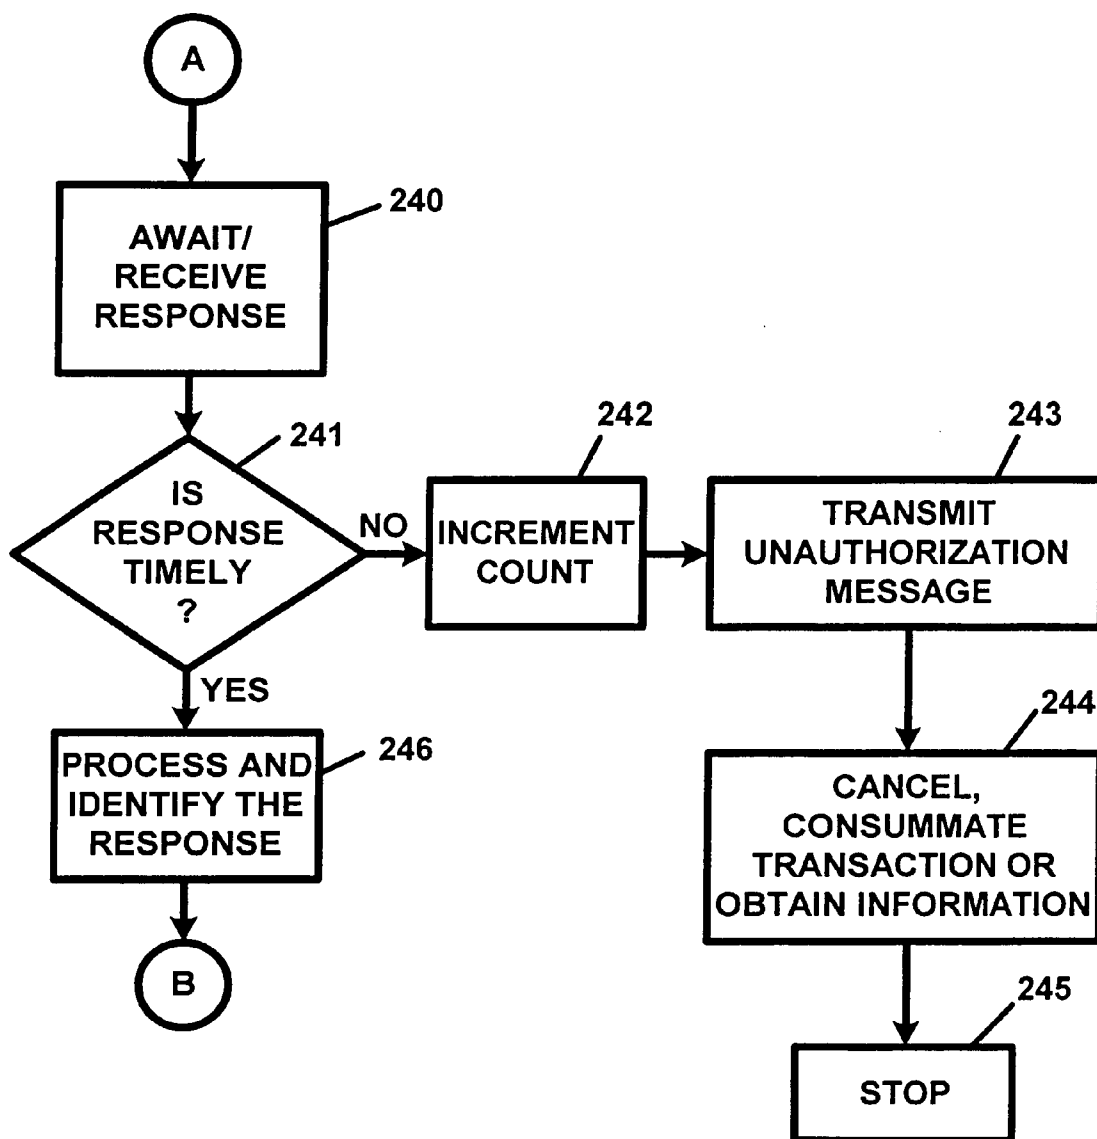 A
240
AWAIT/
RECEIVE
RESPONSE
241
IS
RESPONSE
TIMELY
?
NO
242
INCREMENT
COUNT
243
TRANSMIT
UNAUTHORIZATION
MESSAGE
YES
246
PROCESS AND
IDENTIFY THE
RESPONSE
B
244
CANCEL,
CONSUMMATE
TRANSACTION OR
OBTAIN INFORMATION
245
STOP